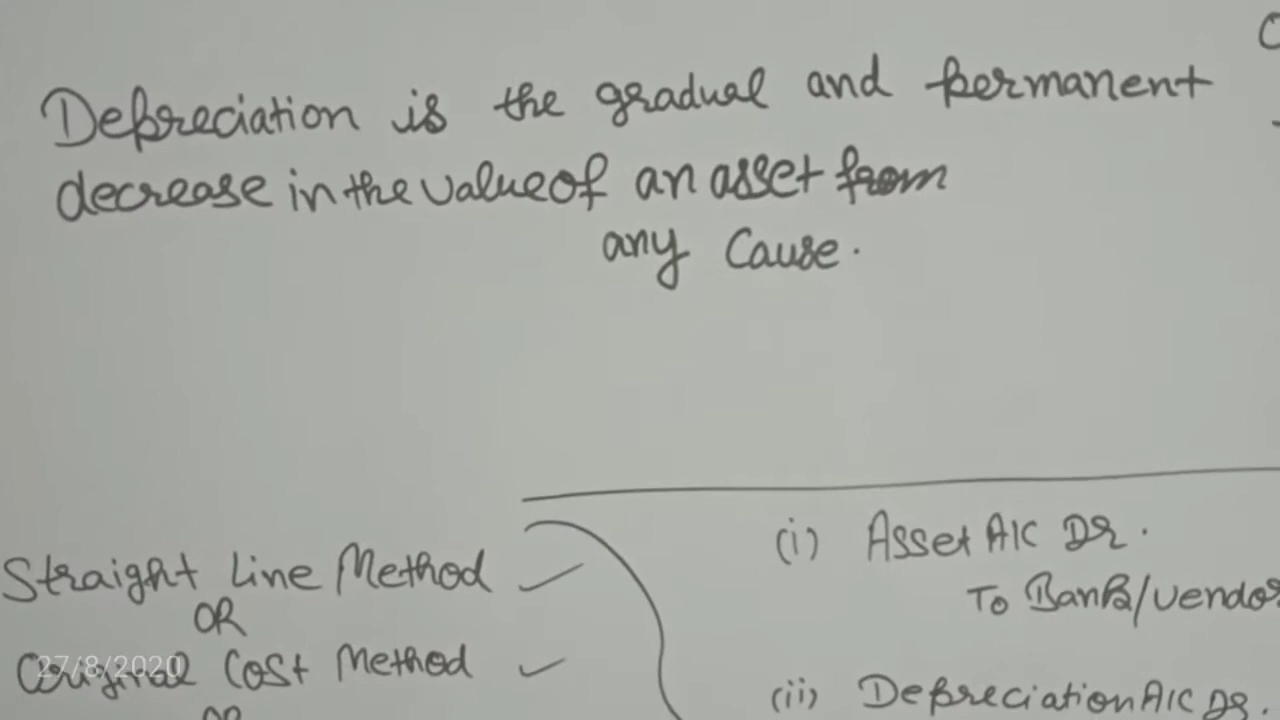 Depreciation is the gradual and permanent
decrease in the value of an asset from
any Cause.
Straight Line Method
OR
Original Cost Method
OR
(i) Asset A/C Dr.
To Bank/Vendor
(ii) Depreciation A/C Dr.
27/8/2020